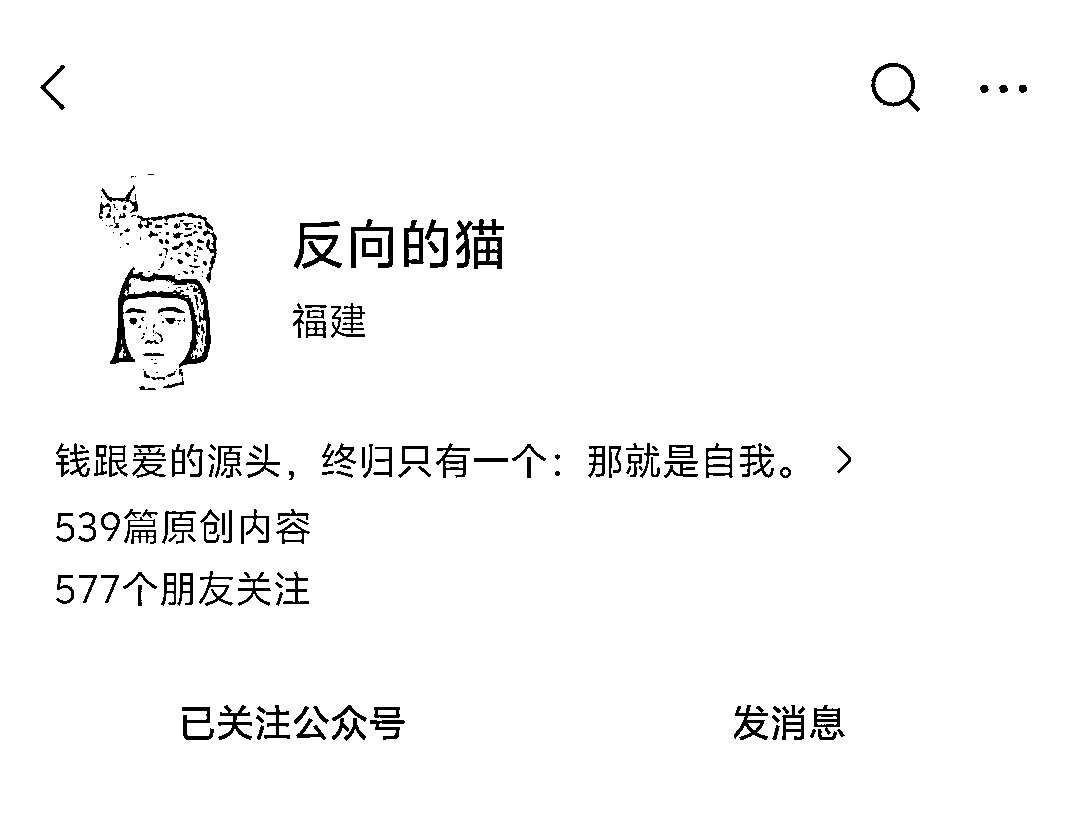 反向的猫
福建
钱跟爱的源头，终归只有一个：那就是自我。
539篇原创内容
577个朋友关注
已关注公众号
发消息